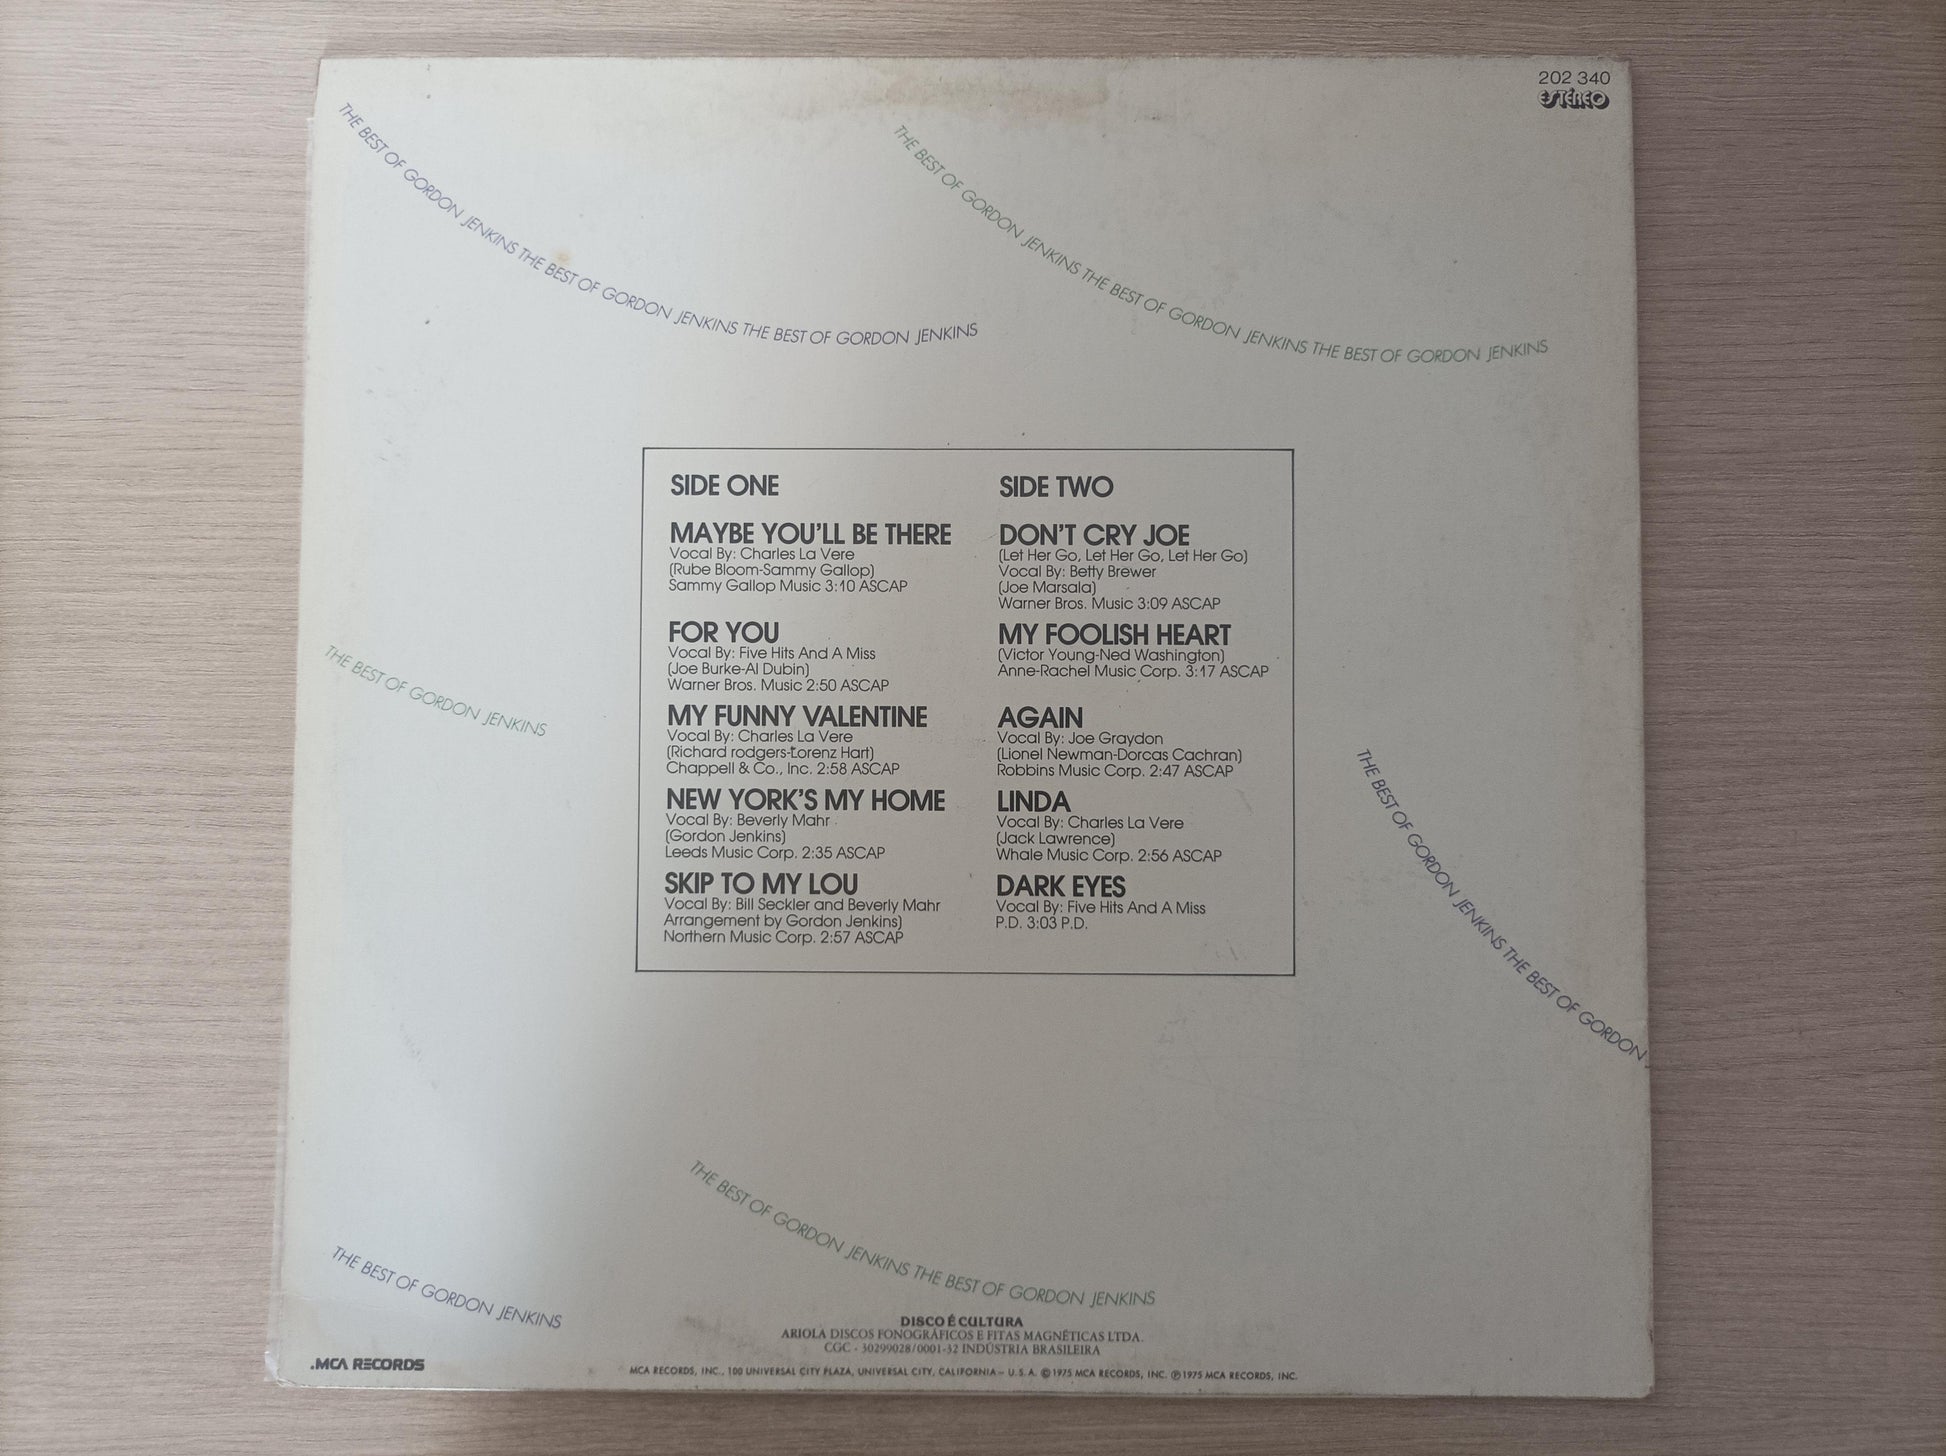 202 340
ESTÉREO
THE BEST OF GORDON JENKINS THE BEST OF GORDON JENKINS THE BEST OF GORDON JENKINS
THE BEST OF GORDON JENKINS THE BEST OF GORDON JENKINS THE BEST OF GORDON JENKINS
SIDE ONE
MAYBE YOU'LL BE THERE
Vocal By: Charles La Vere
(Rube Bloom-Sammy Gallop)
Sammy Gallop Music 3:10 ASCAP
FOR YOU
Vocal By: Five Hits And A Miss
(Joe Burke-Al Dubin)
Warner Bros. Music 2:50 ASCAP
MY FUNNY VALENTINE
Vocal By: Charles La Vere
(Richard rodgers-Lorenz Hart)
Chappell & Co., Inc. 2:58 ASCAP
NEW YORK'S MY HOME
Vocal By: Beverly Mahr
(Gordon Jenkins)
Leeds Music Corp. 2:35 ASCAP
SKIP TO MY LOU
Vocal By: Bill Seckler and Beverly Mahr
Arrangement by Gordon Jenkins)
Northern Music Corp. 2:57 ASCAP
SIDE TWO
DON'T CRY JOE
(Let Her Go, Let Her Go, Let Her Go)
Vocal By: Betty Brewer
(Joe Marsala)
Warner Bros. Music 3:09 ASCAP
MY FOOLISH HEART
(Victor Young-Ned Washington)
Anne-Rachel Music Corp. 3:17 ASCAP
AGAIN
Vocal By: Joe Graydon
(Lionel Newman-Dorcas Cachran)
Robbins Music Corp. 2:47 ASCAP
LINDA
Vocal By: Charles La Vere
(Jack Lawrence)
Whale Music Corp. 2:56 ASCAP
DARK EYES
Vocal By: Five Hits And A Miss
P.D. 3:03 P.D.
THE BEST OF GORDON JENKINS
THE BEST OF GORDON JENKINS THE BEST OF GORDON
THE BEST OF GORDON JENKINS THE BEST OF GORDON JENKINS
THE BEST OF GORDON JENKINS
DISCO É CULTURA
ARIOLA DISCOS FONOGRÁFICOS E FITAS MAGNÉTICAS LTDA.
CGC - 30299028/0001-32 INDÚSTRIA BRASILEIRA
.MCA RECORDS
MCA RECORDS, INC., 100 UNIVERSAL CITY PLAZA, UNIVERSAL CITY, CALIFORNIA - U.S.A. ©1975 MCA RECORDS, INC. ℗1975 MCA RECORDS, INC.